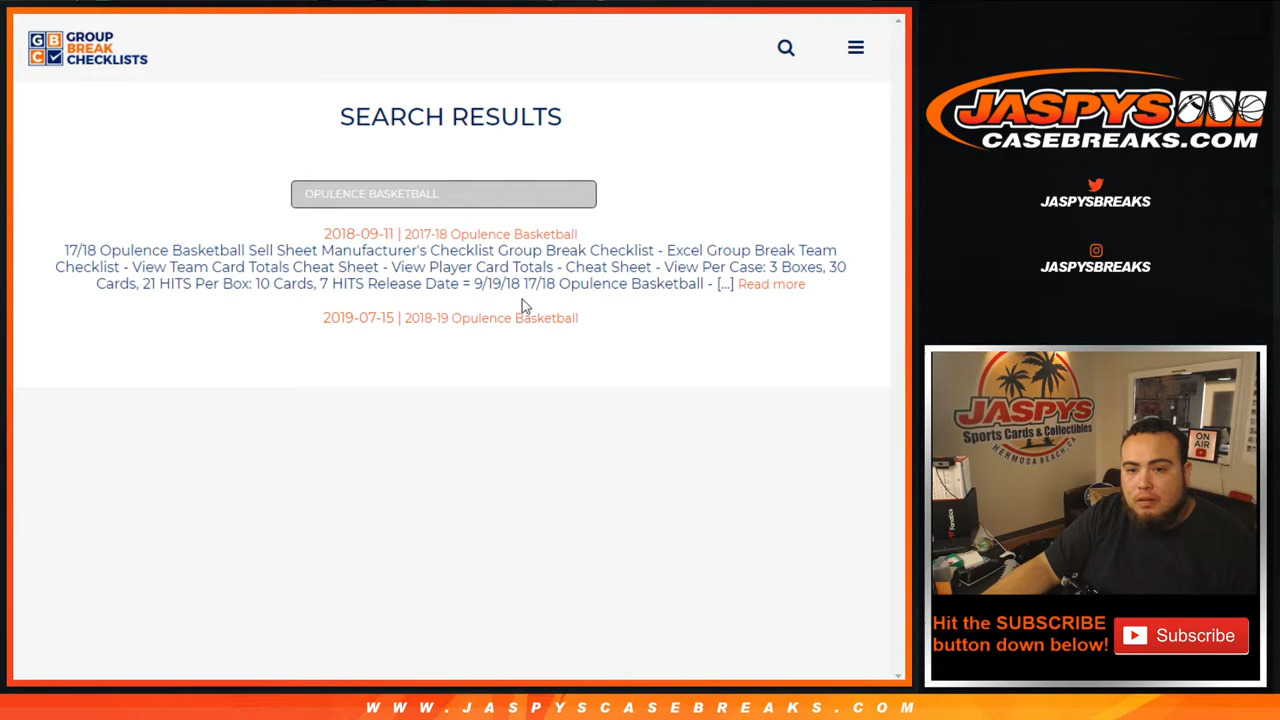 GROUP
BREAK
CHECKLISTS
G B
C
SEARCH RESULTS
OPULENCE BASKETBALL
2018-09-11 | 2017-18 Opulence Basketball
17/18 Opulence Basketball Sell Sheet Manufacturer's Checklist Group Break Checklist - Excel Group Break Team
Checklist - View Team Card Totals Cheat Sheet - View Player Card Totals - Cheat Sheet - View Per Case: 3 Boxes, 30
Cards, 21 HITS Per Box: 10 Cards, 7 HITS Release Date = 9/19/18 17/18 Opulence Basketball - [...] Read more
2019-07-15 | 2018-19 Opulence Basketball
JASPYS
CASEBREAKS.COM
JASPYSBREAKS
JASPYSBREAKS
JASPYS
Sports Cards & Collectibles
HERMOSA BEACH, CA
ON
AIR
Fanatics
Hit the SUBSCRIBE
button down below!
Subscribe
WWW.JASPYSCASEBREAKS.COM